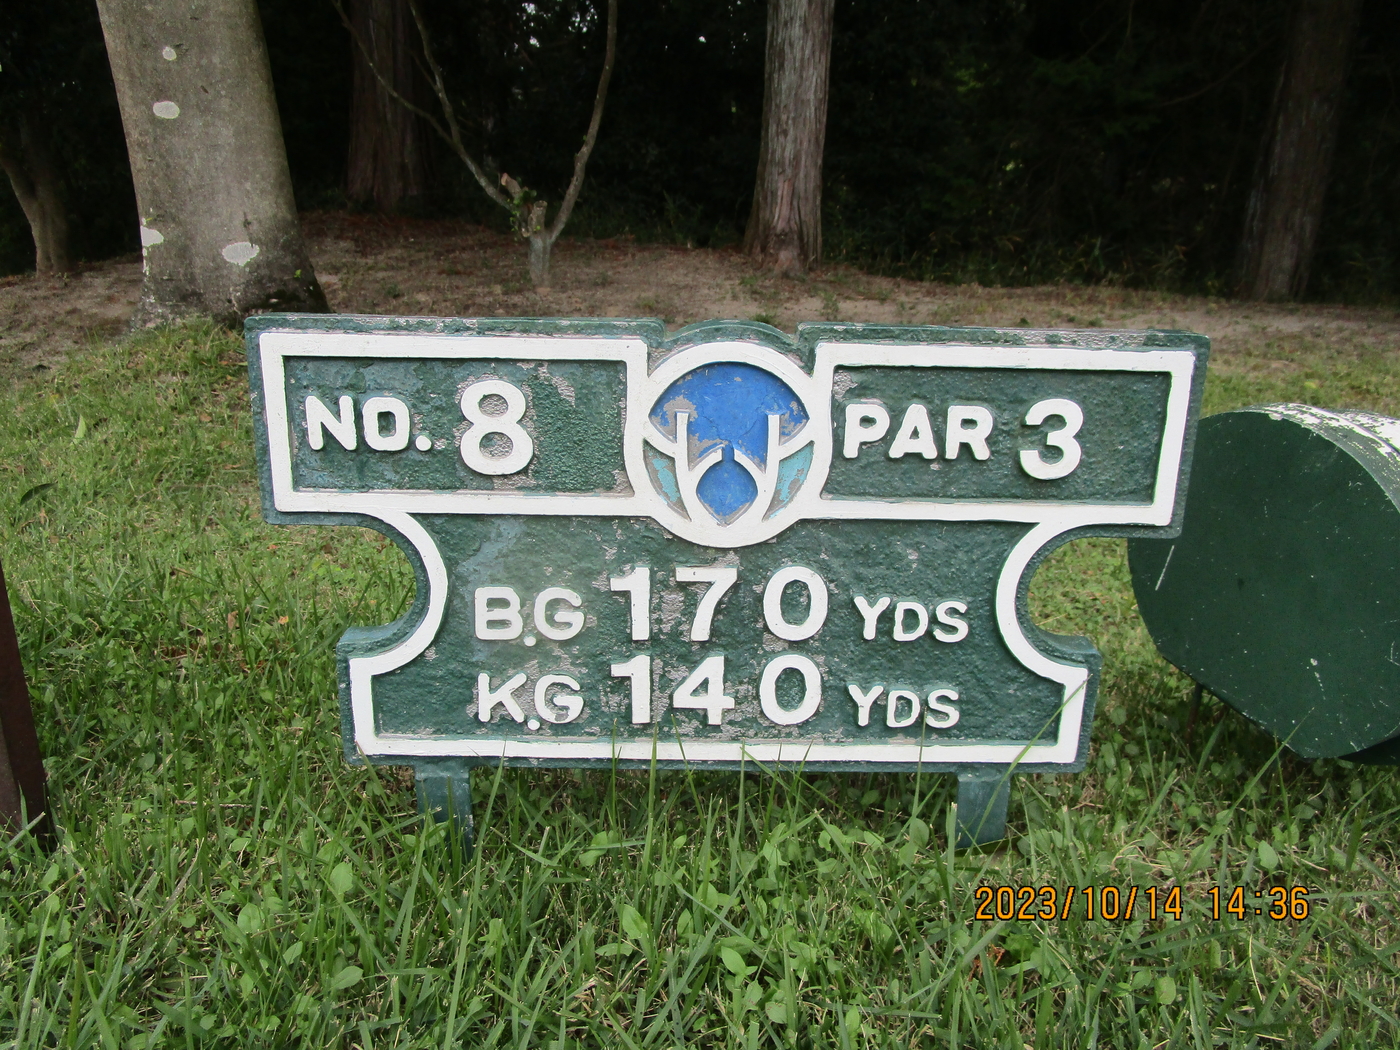 NO. 8 PAR 3
B.G 170 YDS
K.G 140 YDS
2023/10/14 14:36